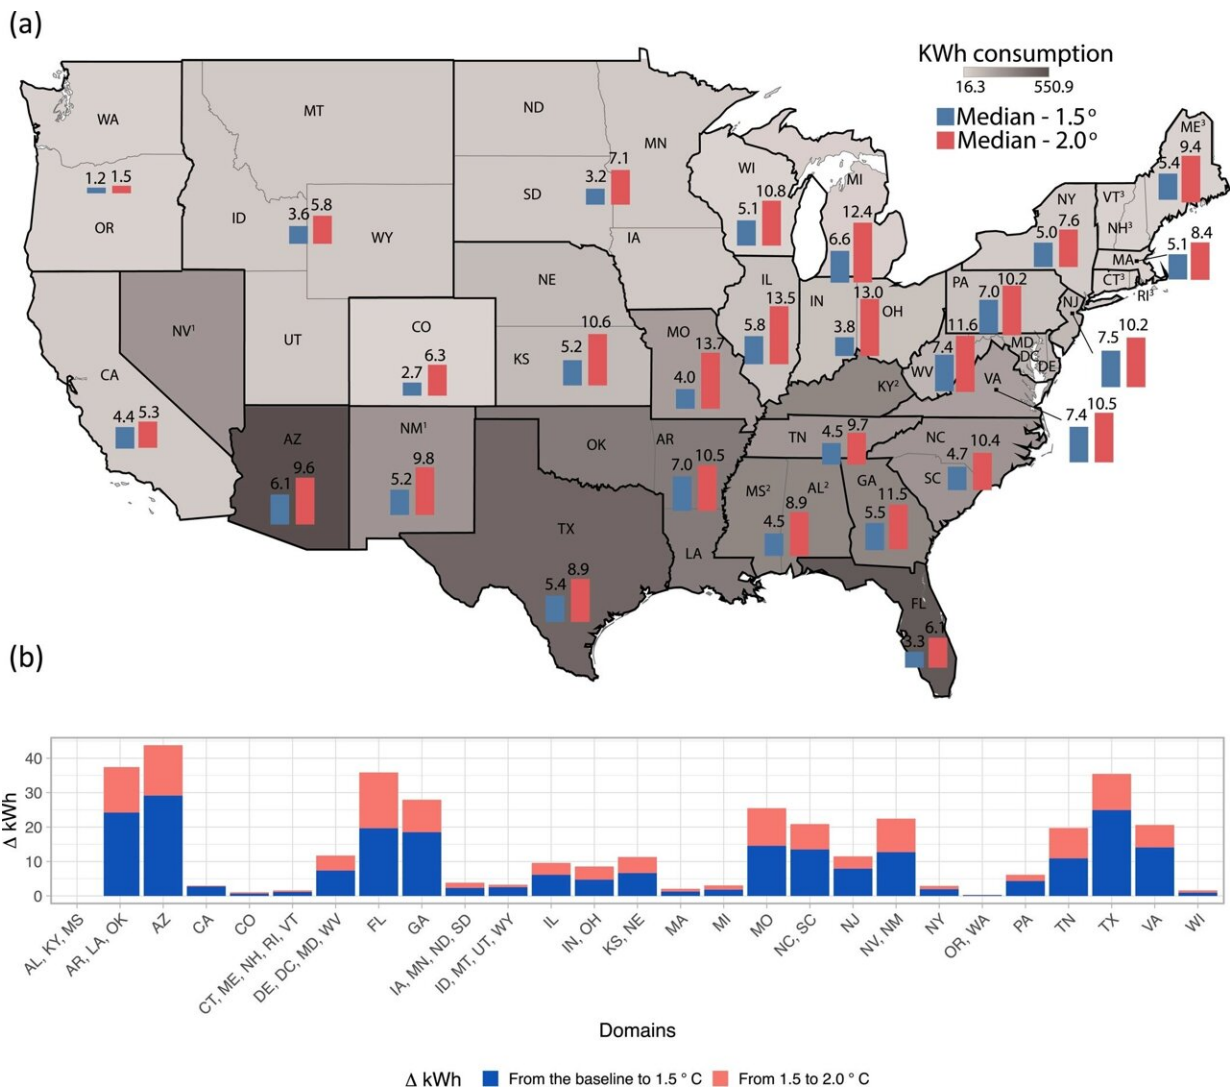 (a)
KWh consumption
16.3 550.9
Median - 1.5°
Median - 2.0°
WA
1.2 1.5
OR
MT
ID
3.6 5.8
WY
ND
SD
3.2 7.1
MN
IA
WI
5.1 10.8
MI
6.6 12.4
NY
5.0 7.6
VT³
NH³
ME³
5.4 9.4
MA
5.1 8.4
CT³
RI³
NV¹
UT
CA
4.4 5.3
CO
2.7 6.3
NE
KS
5.2 10.6
MO
4.0 13.7
IL
5.8 13.5
IN
3.8 13.0
OH
PA
7.0 10.2
NJ
7.5 10.2
MD
DC
DE
WV
7.4 11.6
VA
7.4 10.5
KY²
AZ
6.1 9.6
NM¹
5.2 9.8
OK
AR
7.0 10.5
TN
4.5 9.7
NC
SC
4.7 10.4
MS²
AL²
4.5 8.9
GA
5.5 11.5
TX
5.4 8.9
LA
FL
3.3 6.1
(b)
Δ kWh
40
30
20
10
0
AL, KY, MS
AR, LA, OK
AZ
CA
CO
CT, ME, NH, RI, VT
DE, DC, MD, WV
FL
GA
IA, MN, ND, SD
ID, MT, UT, WY
IL
IN, OH
KS, NE
MA
MI
MO
NC, SC
NJ
NV, NM
NY
OR, WA
PA
TN
TX
VA
WI
Domains
Δ kWh From the baseline to 1.5 ° C From 1.5 to 2.0 ° C